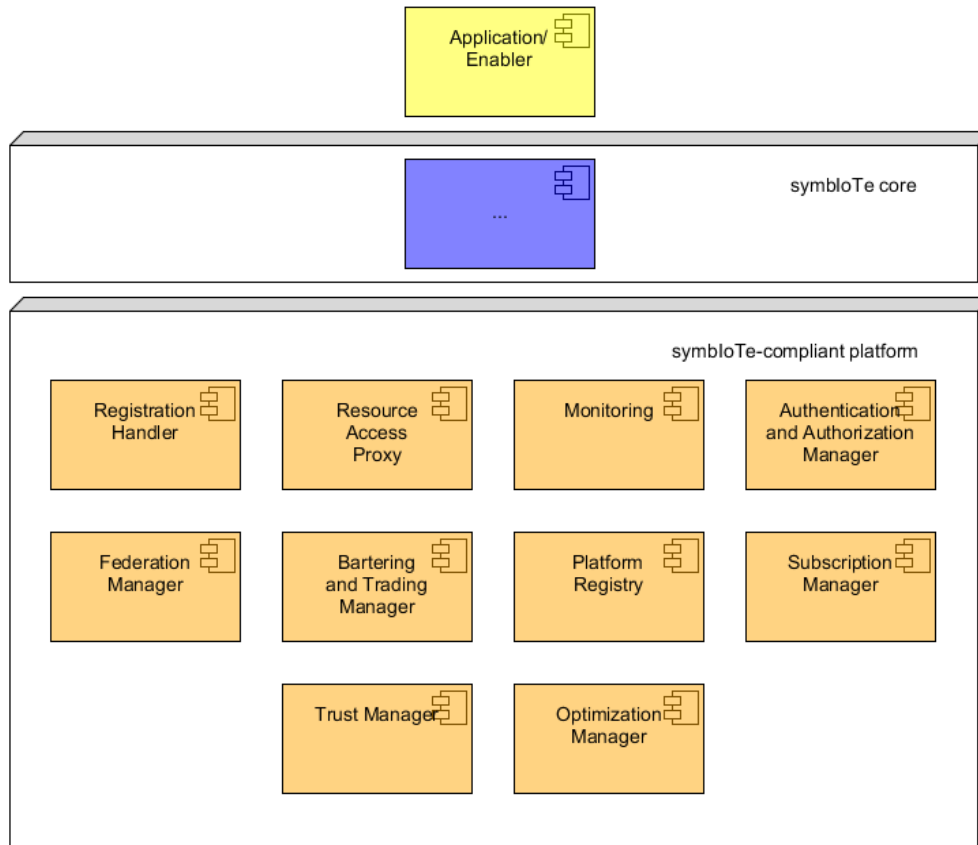 Application/
Enabler
symbIoTe core
...
symbIoTe-compliant platform
Registration
Handler
Resource
Access
Proxy
Monitoring
Authentication
and Authorization
Manager
Federation
Manager
Bartering
and Trading
Manager
Platform
Registry
Subscription
Manager
Trust Manager
Optimization
Manager